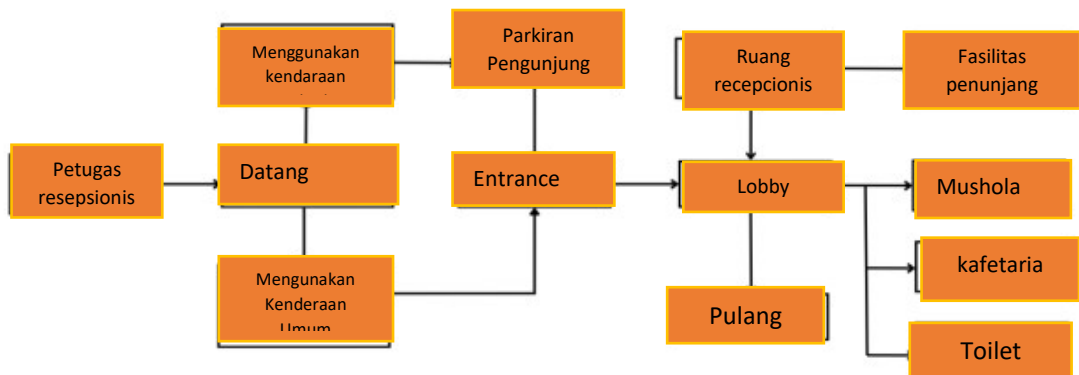 Menggunakan
kendaraan
Parkiran
Pengunjung
Ruang
recepcionis
Fasilitas
penunjang
Petugas
resepsionis
Datang
Entrance
Lobby
Mushola
Mengunakan
Kenderaan
Umum
kafetaria
Pulang
Toilet